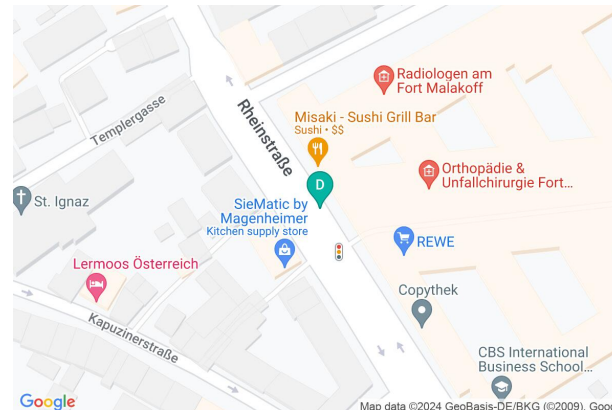 Radiologen am
Fort Malakoff
Rheinstraße
Misaki - Sushi Grill Bar
Sushi • $$
Templergasse
Orthopädie &
Unfallchirurgie Fort...
D
St. Ignaz
SieMatic by
Magenheimer
Kitchen supply store
REWE
Lermoos Österreich
Copythek
Kapuzinerstraße
CBS International
Business School...
Google
Map data ©2024 GeoBasis-DE/BKG (©2009), Goo